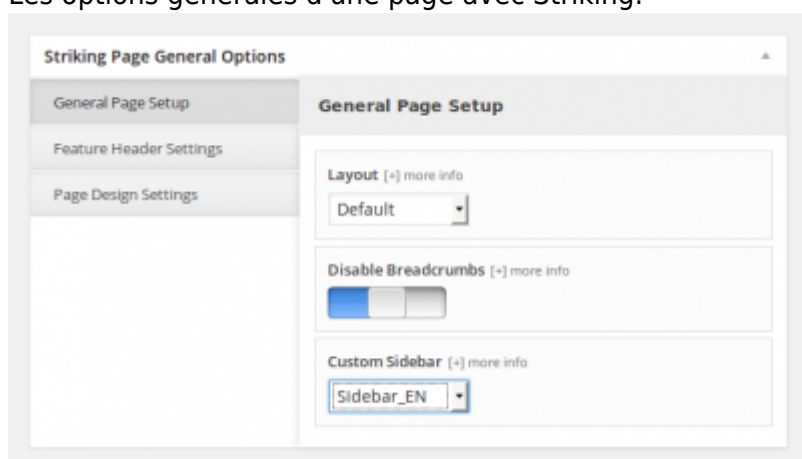 Les options générales d'une page avec Striking.
Striking Page General Options
General Page Setup
Feature Header Settings
Page Design Settings
General Page Setup
Layout [+] more info
Default
Disable Breadcrumbs [+] more info
Custom Sidebar [+] more info
Sidebar_EN